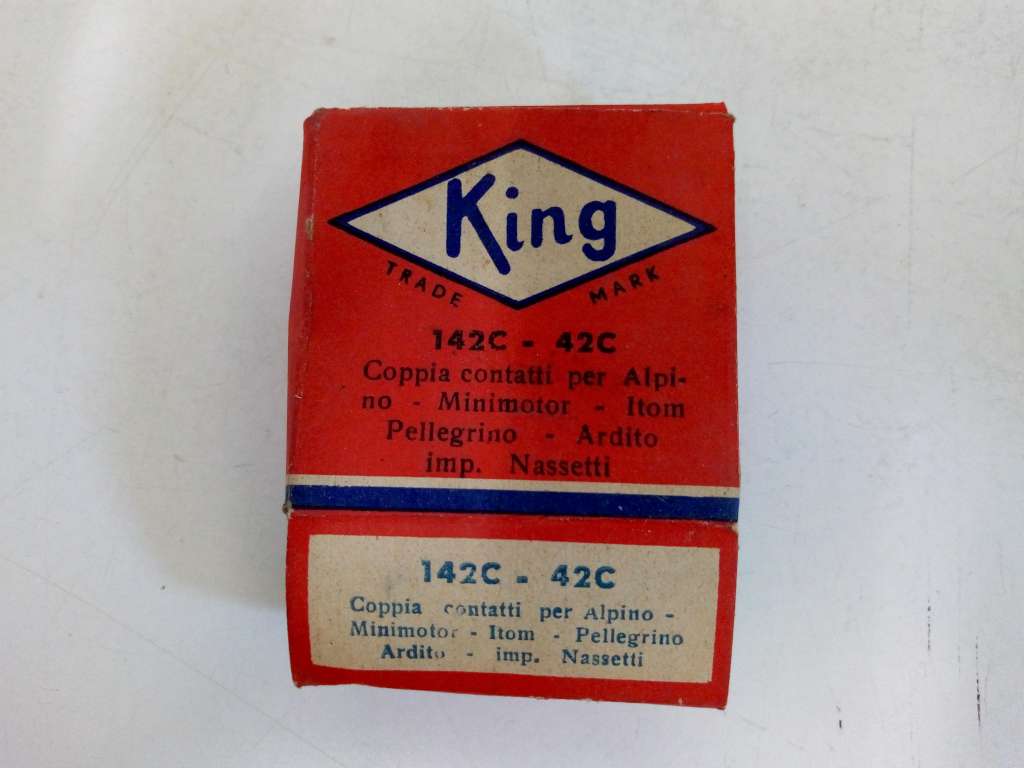 King
TRADE MARK
142C - 42C
Coppia contatti per Alpi-
no - Minimotor - Itom
Pellegrino - Ardito
imp. Nassetti
142C - 42C
Coppia contatti per Alpino -
Minimotor - Itom - Pellegrino
Ardito - imp. Nassetti